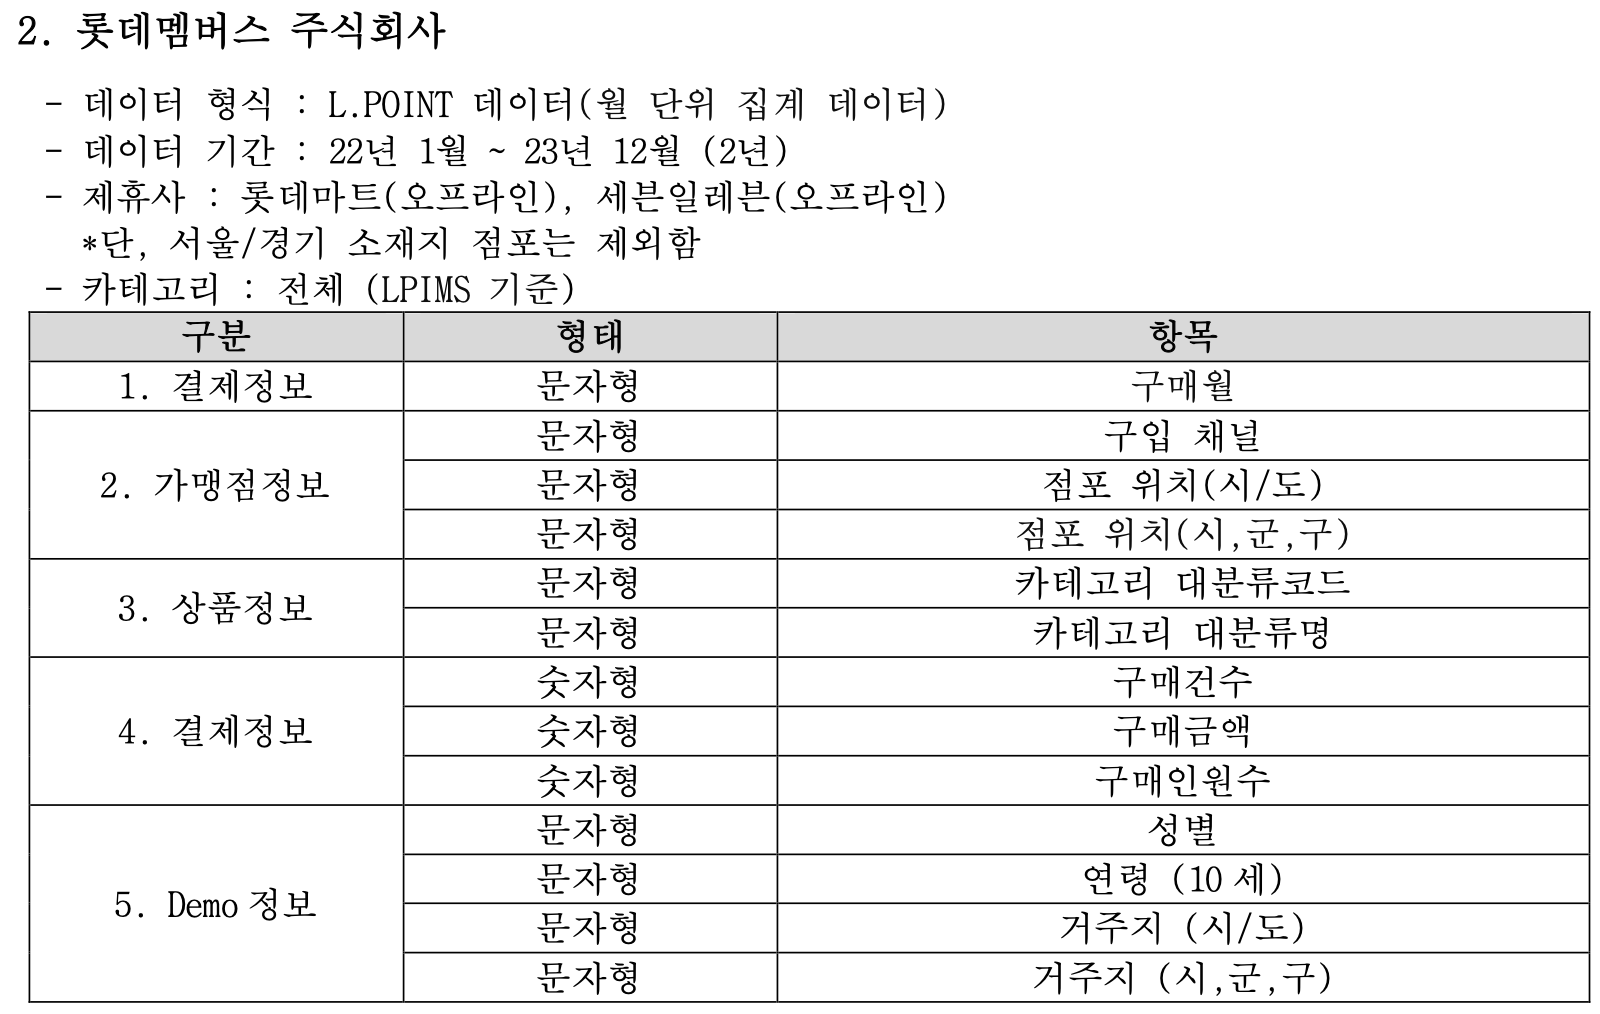 2. 롯데멤버스 주식회사
- 데이터 형식 : L.POINT 데이터(월 단위 집계 데이터)
- 데이터 기간 : 22년 1월 ~ 23년 12월 (2년)
- 제휴사 : 롯데마트(오프라인), 세븐일레븐(오프라인)
*단, 서울/경기 소재지 점포는 제외함
- 카테고리 : 전체 (LPIMS 기준)
구분 형태 항목
1. 결제정보 문자형 구매월
2. 가맹점정보 문자형 구입 채널
문자형 점포 위치(시/도)
문자형 점포 위치(시,군,구)
3. 상품정보 문자형 카테고리 대분류코드
문자형 카테고리 대분류명
4. 결제정보 숫자형 구매건수
숫자형 구매금액
숫자형 구매인원수
5. Demo정보 문자형 성별
문자형 연령 (10세)
문자형 거주지 (시/도)
문자형 거주지 (시,군,구)